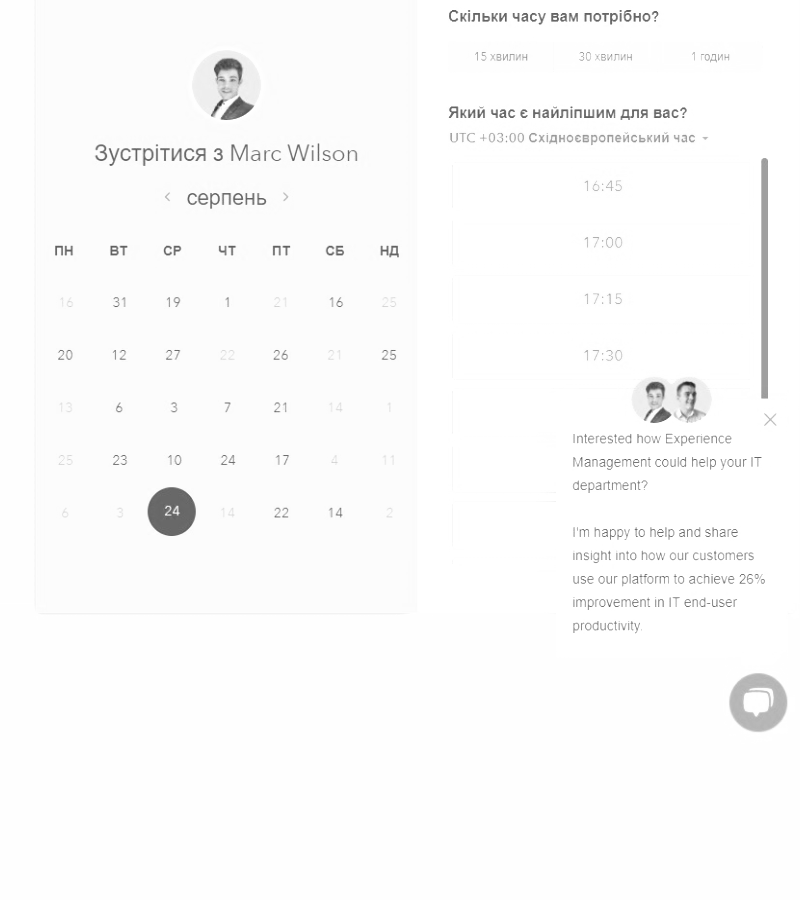 Зустрітися з Marc Wilson
серпень
ПН ВТ СР ЧТ ПТ СБ НД
16 31 19 1 21 16 25
20 12 27 22 26 21 25
13 6 3 7 21 14 1
25 23 10 24 17 4 11
6 3 24 14 22 14 2
Скільки часу вам потрібно?
15 хвилин 30 хвилин 1 годин
Який час є найліпшим для вас?
UTC +03:00 Східноєвропейський час
16:45
17:00
17:15
17:30
Interested how Experience
Management could help your IT
department?
I'm happy to help and share
insight into how our customers
use our platform to achieve 26%
improvement in IT end-user
productivity.